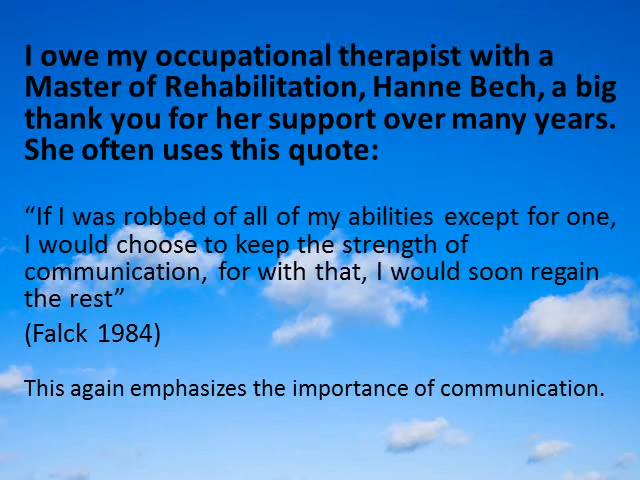 I owe my occupational therapist with a
Master of Rehabilitation, Hanne Bech, a big
thank you for her support over many years.
She often uses this quote:
“If I was robbed of all of my abilities except for one,
I would choose to keep the strength of
communication, for with that, I would soon regain
the rest”
(Falck 1984)
This again emphasizes the importance of communication.